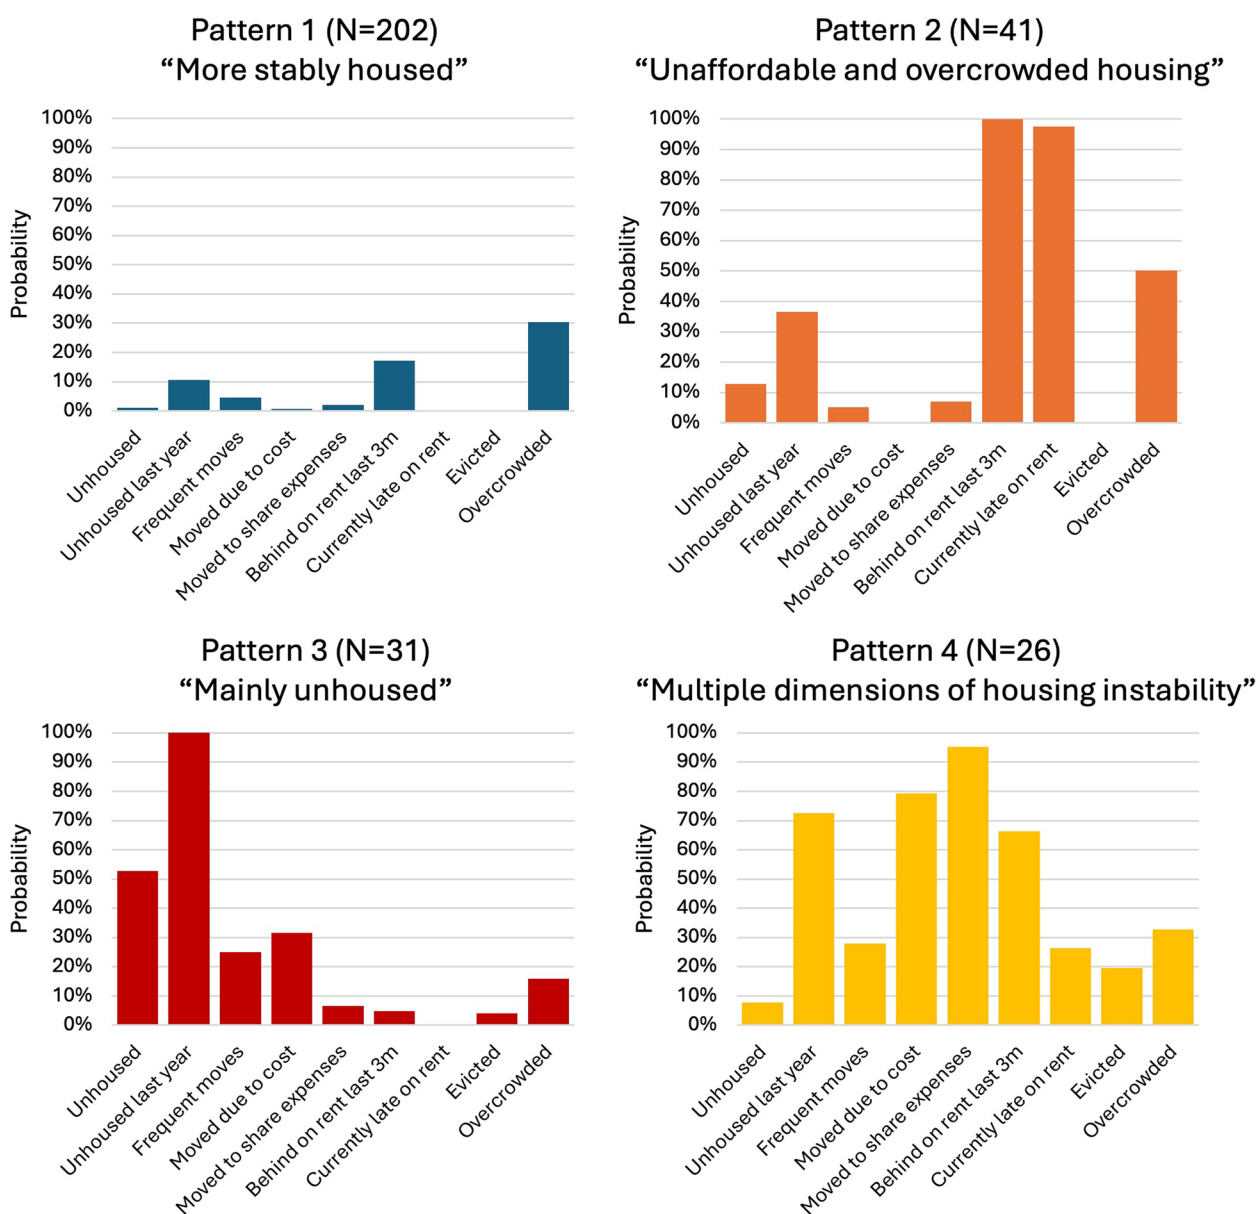 Pattern 1 (N=202)
“More stably housed”
100%
90%
80%
70%
60%
50%
40%
30%
20%
10%
0%
Probability
Unhoused
Unhoused last year
Frequent moves
Moved due to cost
Moved to share expenses
Behind on rent last 3m
Currently late on rent
Evicted
Overcrowded
Pattern 2 (N=41)
“Unaffordable and overcrowded housing”
100%
90%
80%
70%
60%
50%
40%
30%
20%
10%
0%
Probability
Unhoused
Unhoused last year
Frequent moves
Moved due to cost
Moved to share expenses
Behind on rent last 3m
Currently late on rent
Evicted
Overcrowded
Pattern 3 (N=31)
“Mainly unhoused”
100%
90%
80%
70%
60%
50%
40%
30%
20%
10%
0%
Probability
Unhoused
Unhoused last year
Frequent moves
Moved due to cost
Moved to share expenses
Behind on rent last 3m
Currently late on rent
Evicted
Overcrowded
Pattern 4 (N=26)
“Multiple dimensions of housing instability”
100%
90%
80%
70%
60%
50%
40%
30%
20%
10%
0%
Probability
Unhoused
Unhoused last year
Frequent moves
Moved due to cost
Moved to share expenses
Behind on rent last 3m
Currently late on rent
Evicted
Overcrowded